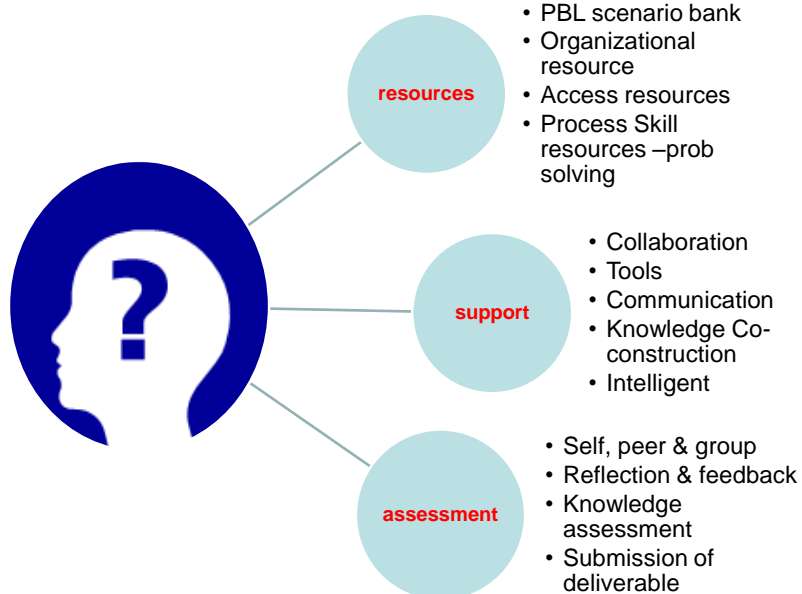 resources
• PBL scenario bank
• Organizational
resource
• Access resources
• Process Skill
resources –prob
solving
?
support
• Collaboration
• Tools
• Communication
• Knowledge Co-
construction
• Intelligent
assessment
• Self, peer & group
• Reflection & feedback
• Knowledge
assessment
• Submission of
deliverable